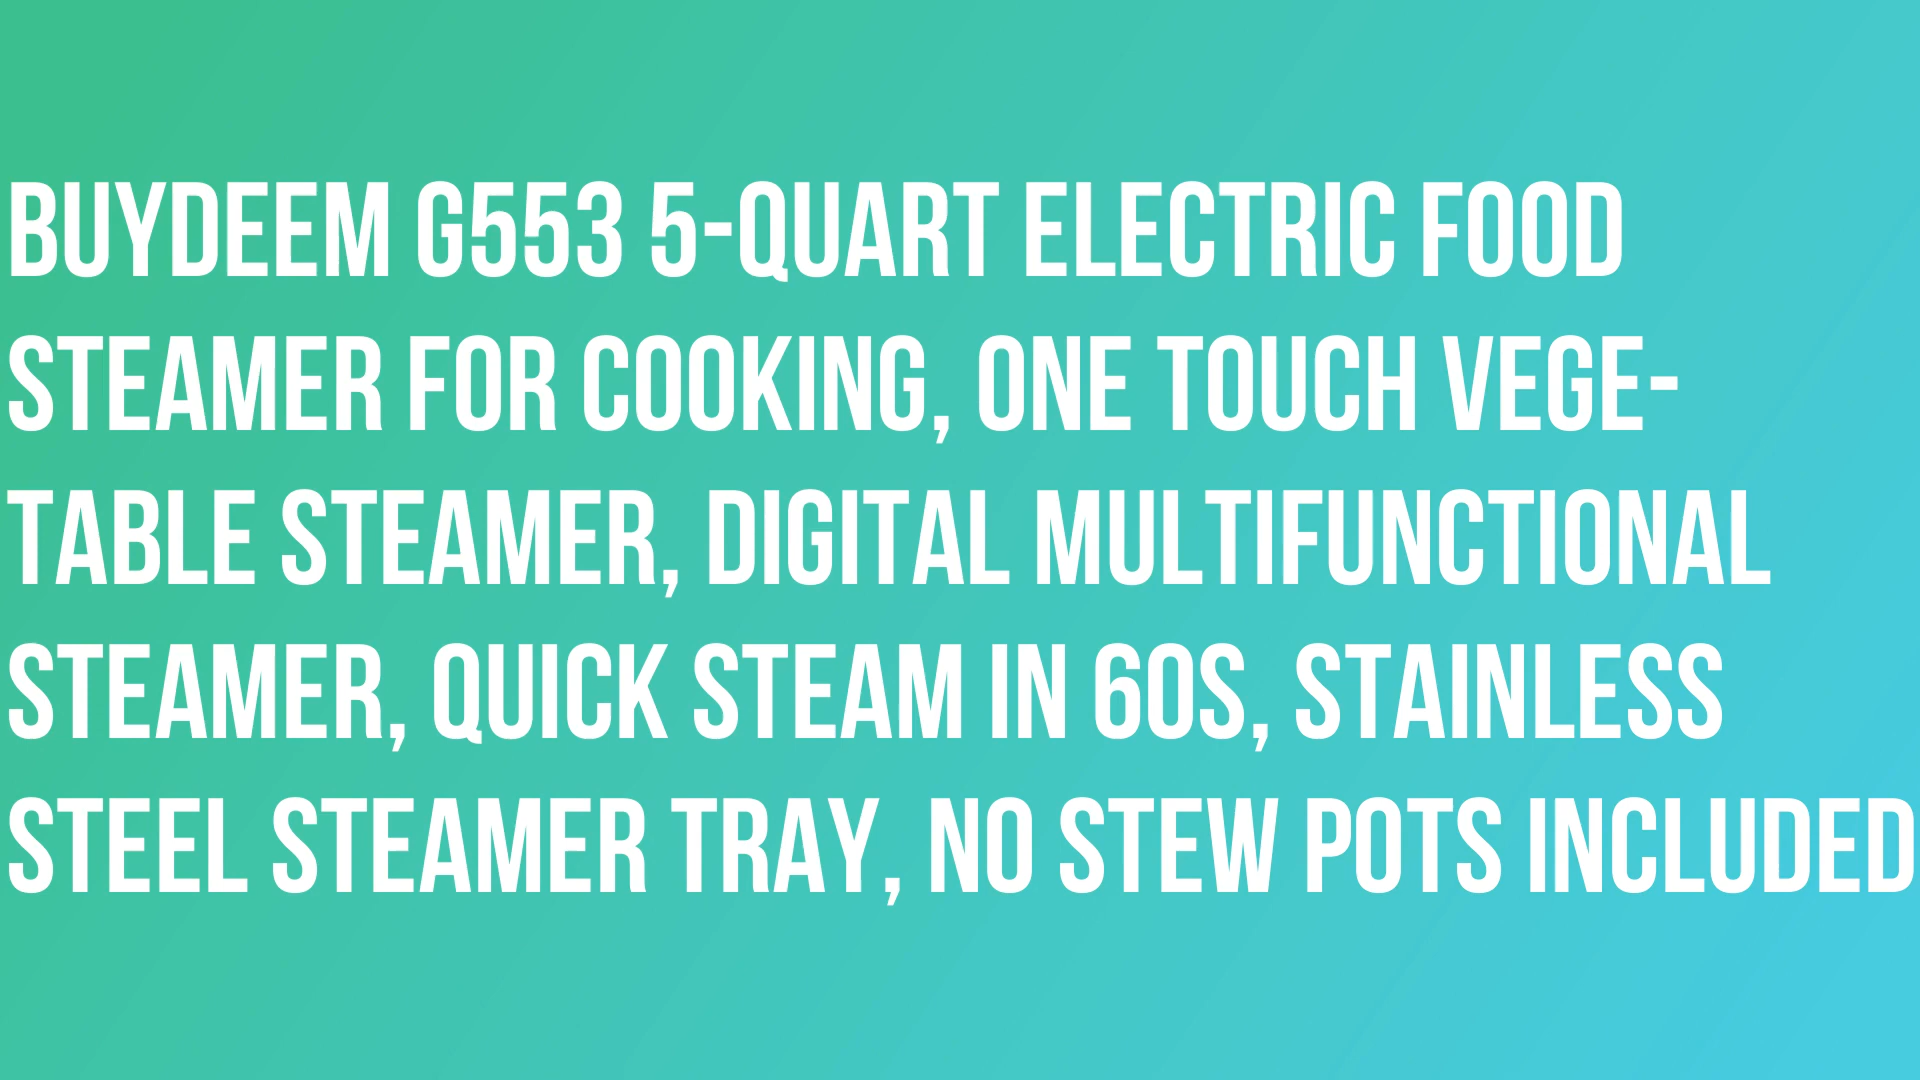 BUYDEEM G553 5-QUART ELECTRIC FOOD
STEAMER FOR COOKING, ONE TOUCH VEGE-
TABLE STEAMER, DIGITAL MULTIFUNCTIONAL
STEAMER, QUICK STEAM IN 60S, STAINLESS
STEEL STEAMER TRAY, NO STEW POTS INCLUDED